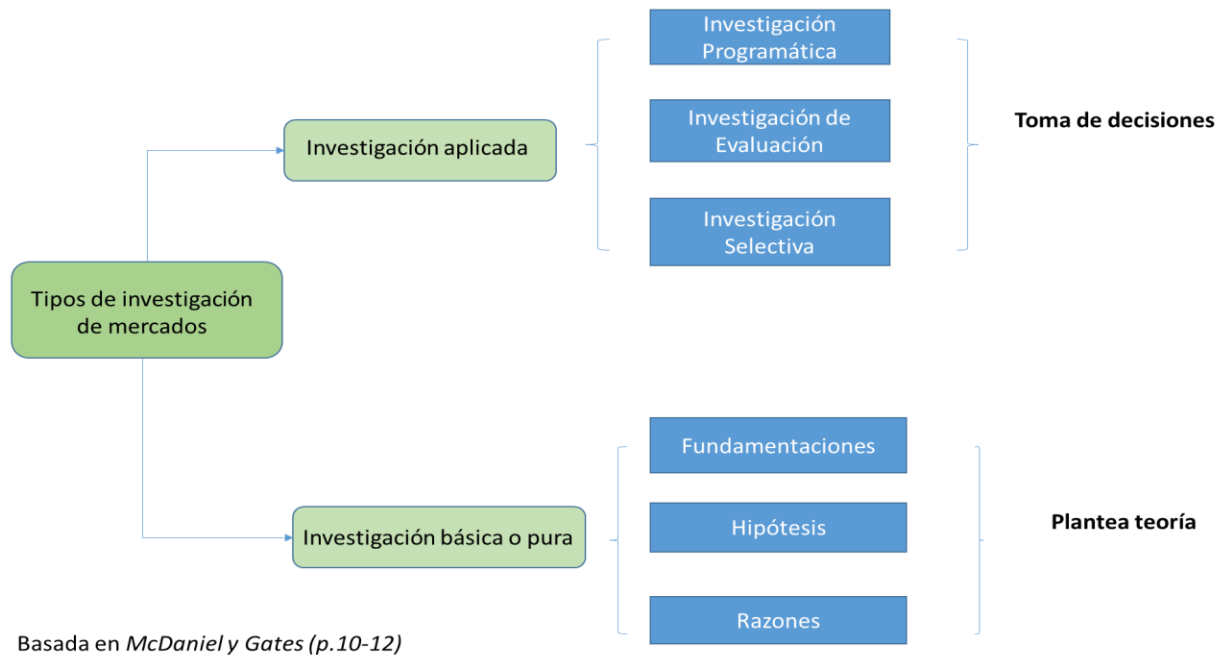 Tipos de investigación
de mercados
Investigación aplicada
Investigación
Programática
Investigación de
Evaluación
Investigación
Selectiva
Toma de decisiones
Investigación básica o pura
Fundamentaciones
Hipótesis
Razones
Plantea teoría
Basada en McDaniel y Gates (p.10-12)